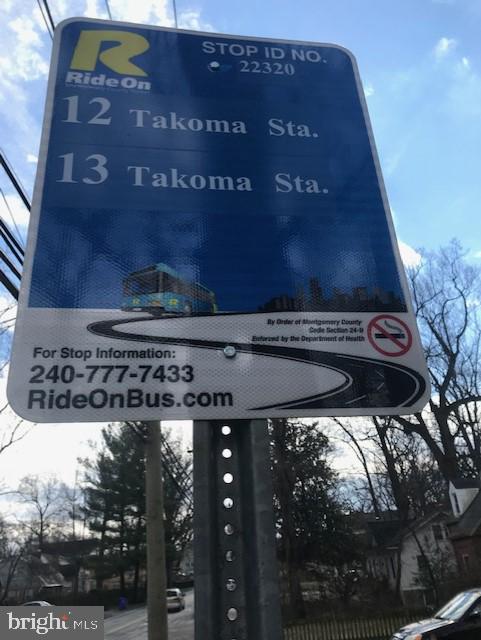 RideOn
STOP ID NO.
22320
12 Takoma Sta.
13 Takoma Sta.
By Order of Montgomery County
Code Section 24-9
Enforced by the Department of Health
For Stop Information:
240-777-7433
RideOnBus.com
bright MLS